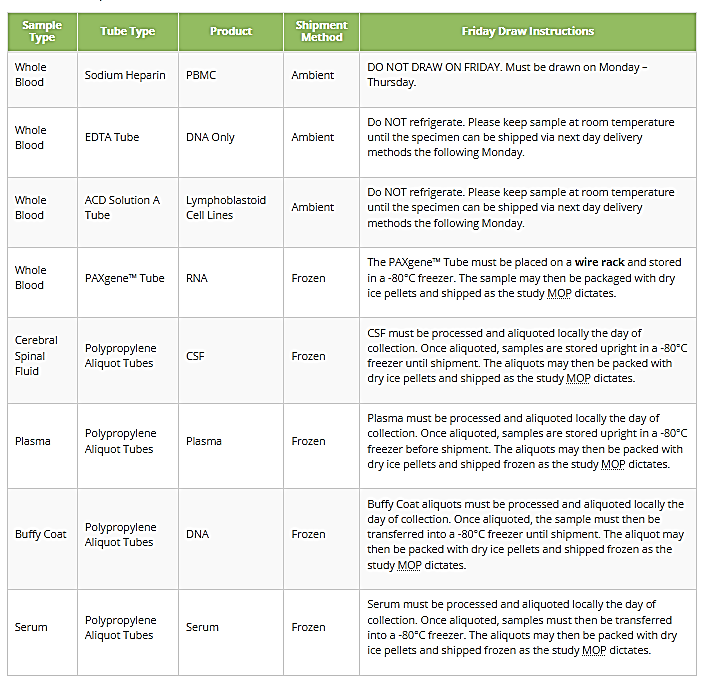 Sample Type Tube Type Product Shipment Method Friday Draw Instructions
Whole Blood Sodium Heparin PBMC Ambient DO NOT DRAW ON FRIDAY. Must be drawn on Monday –
Thursday.
Whole Blood EDTA Tube DNA Only Ambient Do NOT refrigerate. Please keep sample at room temperature
until the specimen can be shipped via next day delivery
methods the following Monday.
Whole Blood ACD Solution A Tube Lymphoblastoid Cell Lines Ambient Do NOT refrigerate. Please keep sample at room temperature
until the specimen can be shipped via next day delivery
methods the following Monday.
Whole Blood PAXgene™ Tube RNA Frozen The PAXgene™ Tube must be placed on a wire rack and stored
in a -80°C freezer. The sample may then be packaged with dry
ice pellets and shipped as the study MOP dictates.
Cerebral Spinal Fluid Polypropylene Aliquot Tubes CSF Frozen CSF must be processed and aliquoted locally the day of
collection. Once aliquoted, samples are stored upright in a -80°C
freezer until shipment. The aliquots may then be packed with
dry ice pellets and shipped as the study MOP dictates.
Plasma Polypropylene Aliquot Tubes Plasma Frozen Plasma must be processed and aliquoted locally the day of
collection. Once aliquoted, samples are stored upright in a -80°C
freezer before shipment. The aliquots may then be packed with
dry ice pellets and shipped frozen as the study MOP dictates.
Buffy Coat Polypropylene Aliquot Tubes DNA Frozen Buffy Coat aliquots must be processed and aliquoted locally the
day of collection. Once aliquoted, the sample must then be
transferred into a -80°C freezer until shipment. The aliquot may
then be packed with dry ice pellets and shipped frozen as the
study MOP dictates.
Serum Polypropylene Aliquot Tubes Serum Frozen Serum must be processed and aliquoted locally the day of
collection. Once aliquoted, samples must then be transferred
into a -80°C freezer. The aliquots may then be packed with dry
ice pellets and shipped frozen as the study MOP dictates.